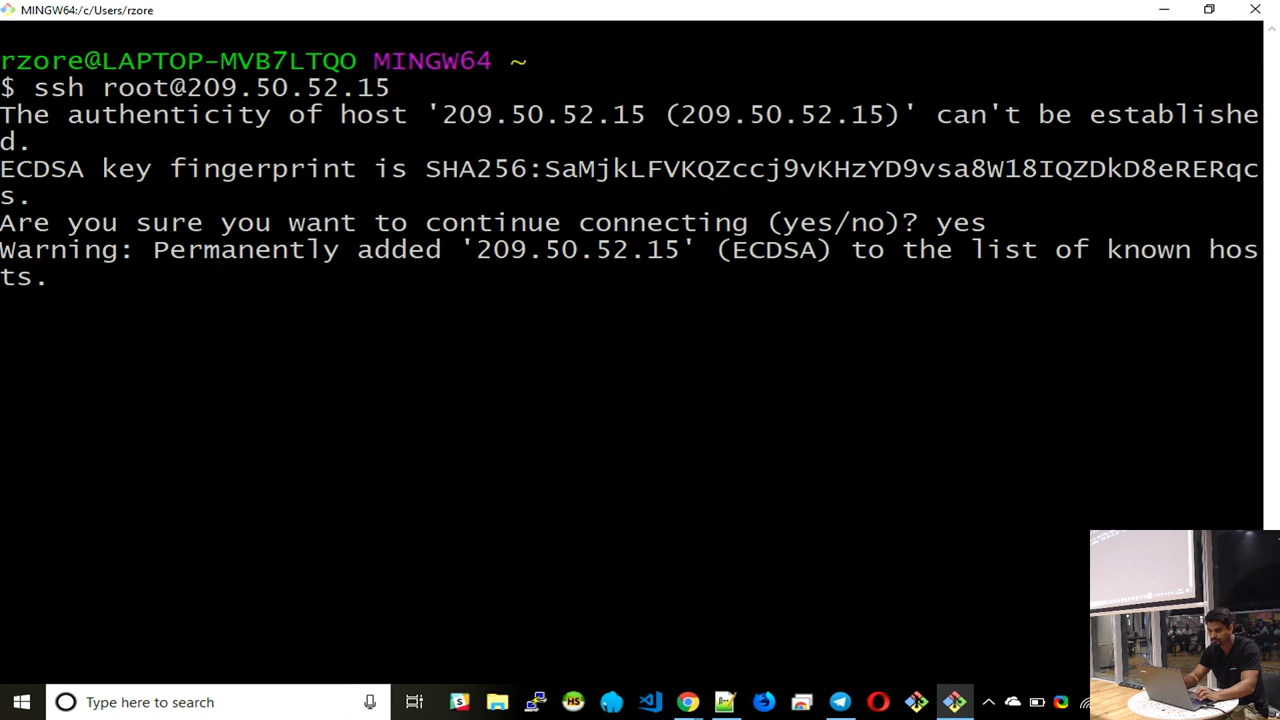 MINGW64:/c/Users/rzore
rzore@LAPTOP-MVB7LTQO MINGW64 ~
$ ssh root@209.50.52.15
The authenticity of host '209.50.52.15 (209.50.52.15)' can't be establishe
d.
ECDSA key fingerprint is SHA256:SaMjkLFVKQZccj9vKHzYD9vsa8W18IQZDkD8eRERqc
s.
Are you sure you want to continue connecting (yes/no)? yes
Warning: Permanently added '209.50.52.15' (ECDSA) to the list of known hos
ts.
Type here to search
S
HS